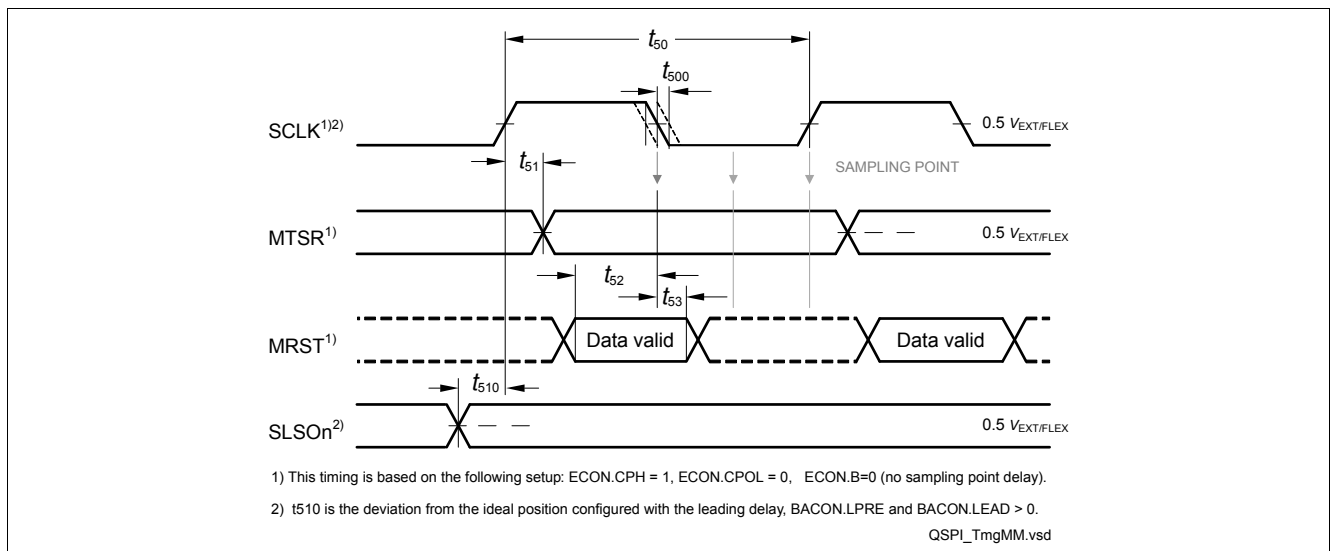 t50
t500
SCLK1)2)
0.5 VEXT/FLEX
t51
SAMPLING POINT
MTSR1)
0.5 VEXT/FLEX
t52
t53
MRST1)
Data valid
Data valid
t510
SLSOn2)
0.5 VEXT/FLEX
1) This timing is based on the following setup: ECON.CPH = 1, ECON.CPOL = 0, ECON.B=0 (no sampling point delay).
2) t510 is the deviation from the ideal position configured with the leading delay, BACON.LPRE and BACON.LEAD > 0.
QSPI_TmgMM.vsd